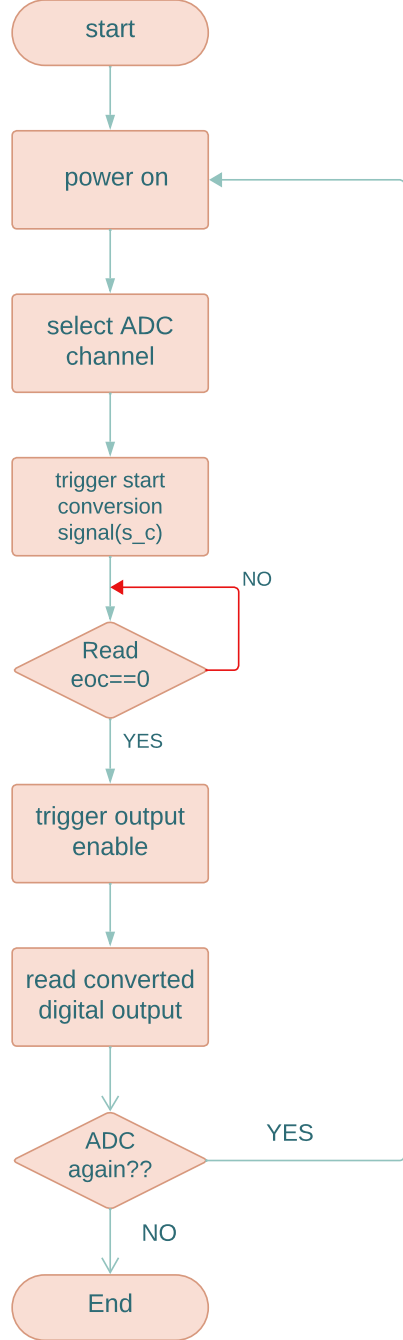 start
power on
select ADC
channel
trigger start
conversion
signal(s_c)
NO
Read
eoc==0
YES
trigger output
enable
read converted
digital output
ADC
again??
YES
NO
End